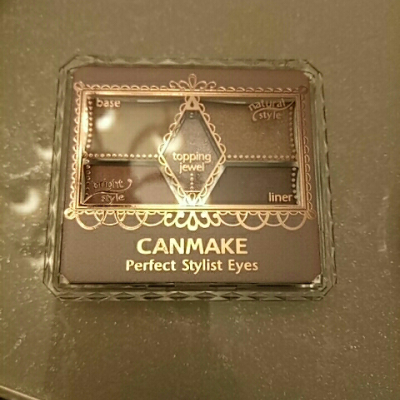 base
natural
style
topping
jewel
bright
style
liner
CANMAKE
Perfect Stylist Eyes